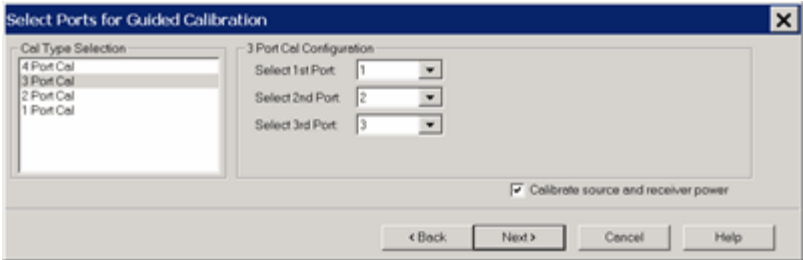 Select Ports for Guided Calibration
Cal Type Selection
4 Port Cal
3 Port Cal
2 Port Cal
1 Port Cal
3 Port Cal Configuration
Select 1st Port: 1
Select 2nd Port: 2
Select 3rd Port: 3
Calibrate source and receiver power
< Back
Next >
Cancel
Help